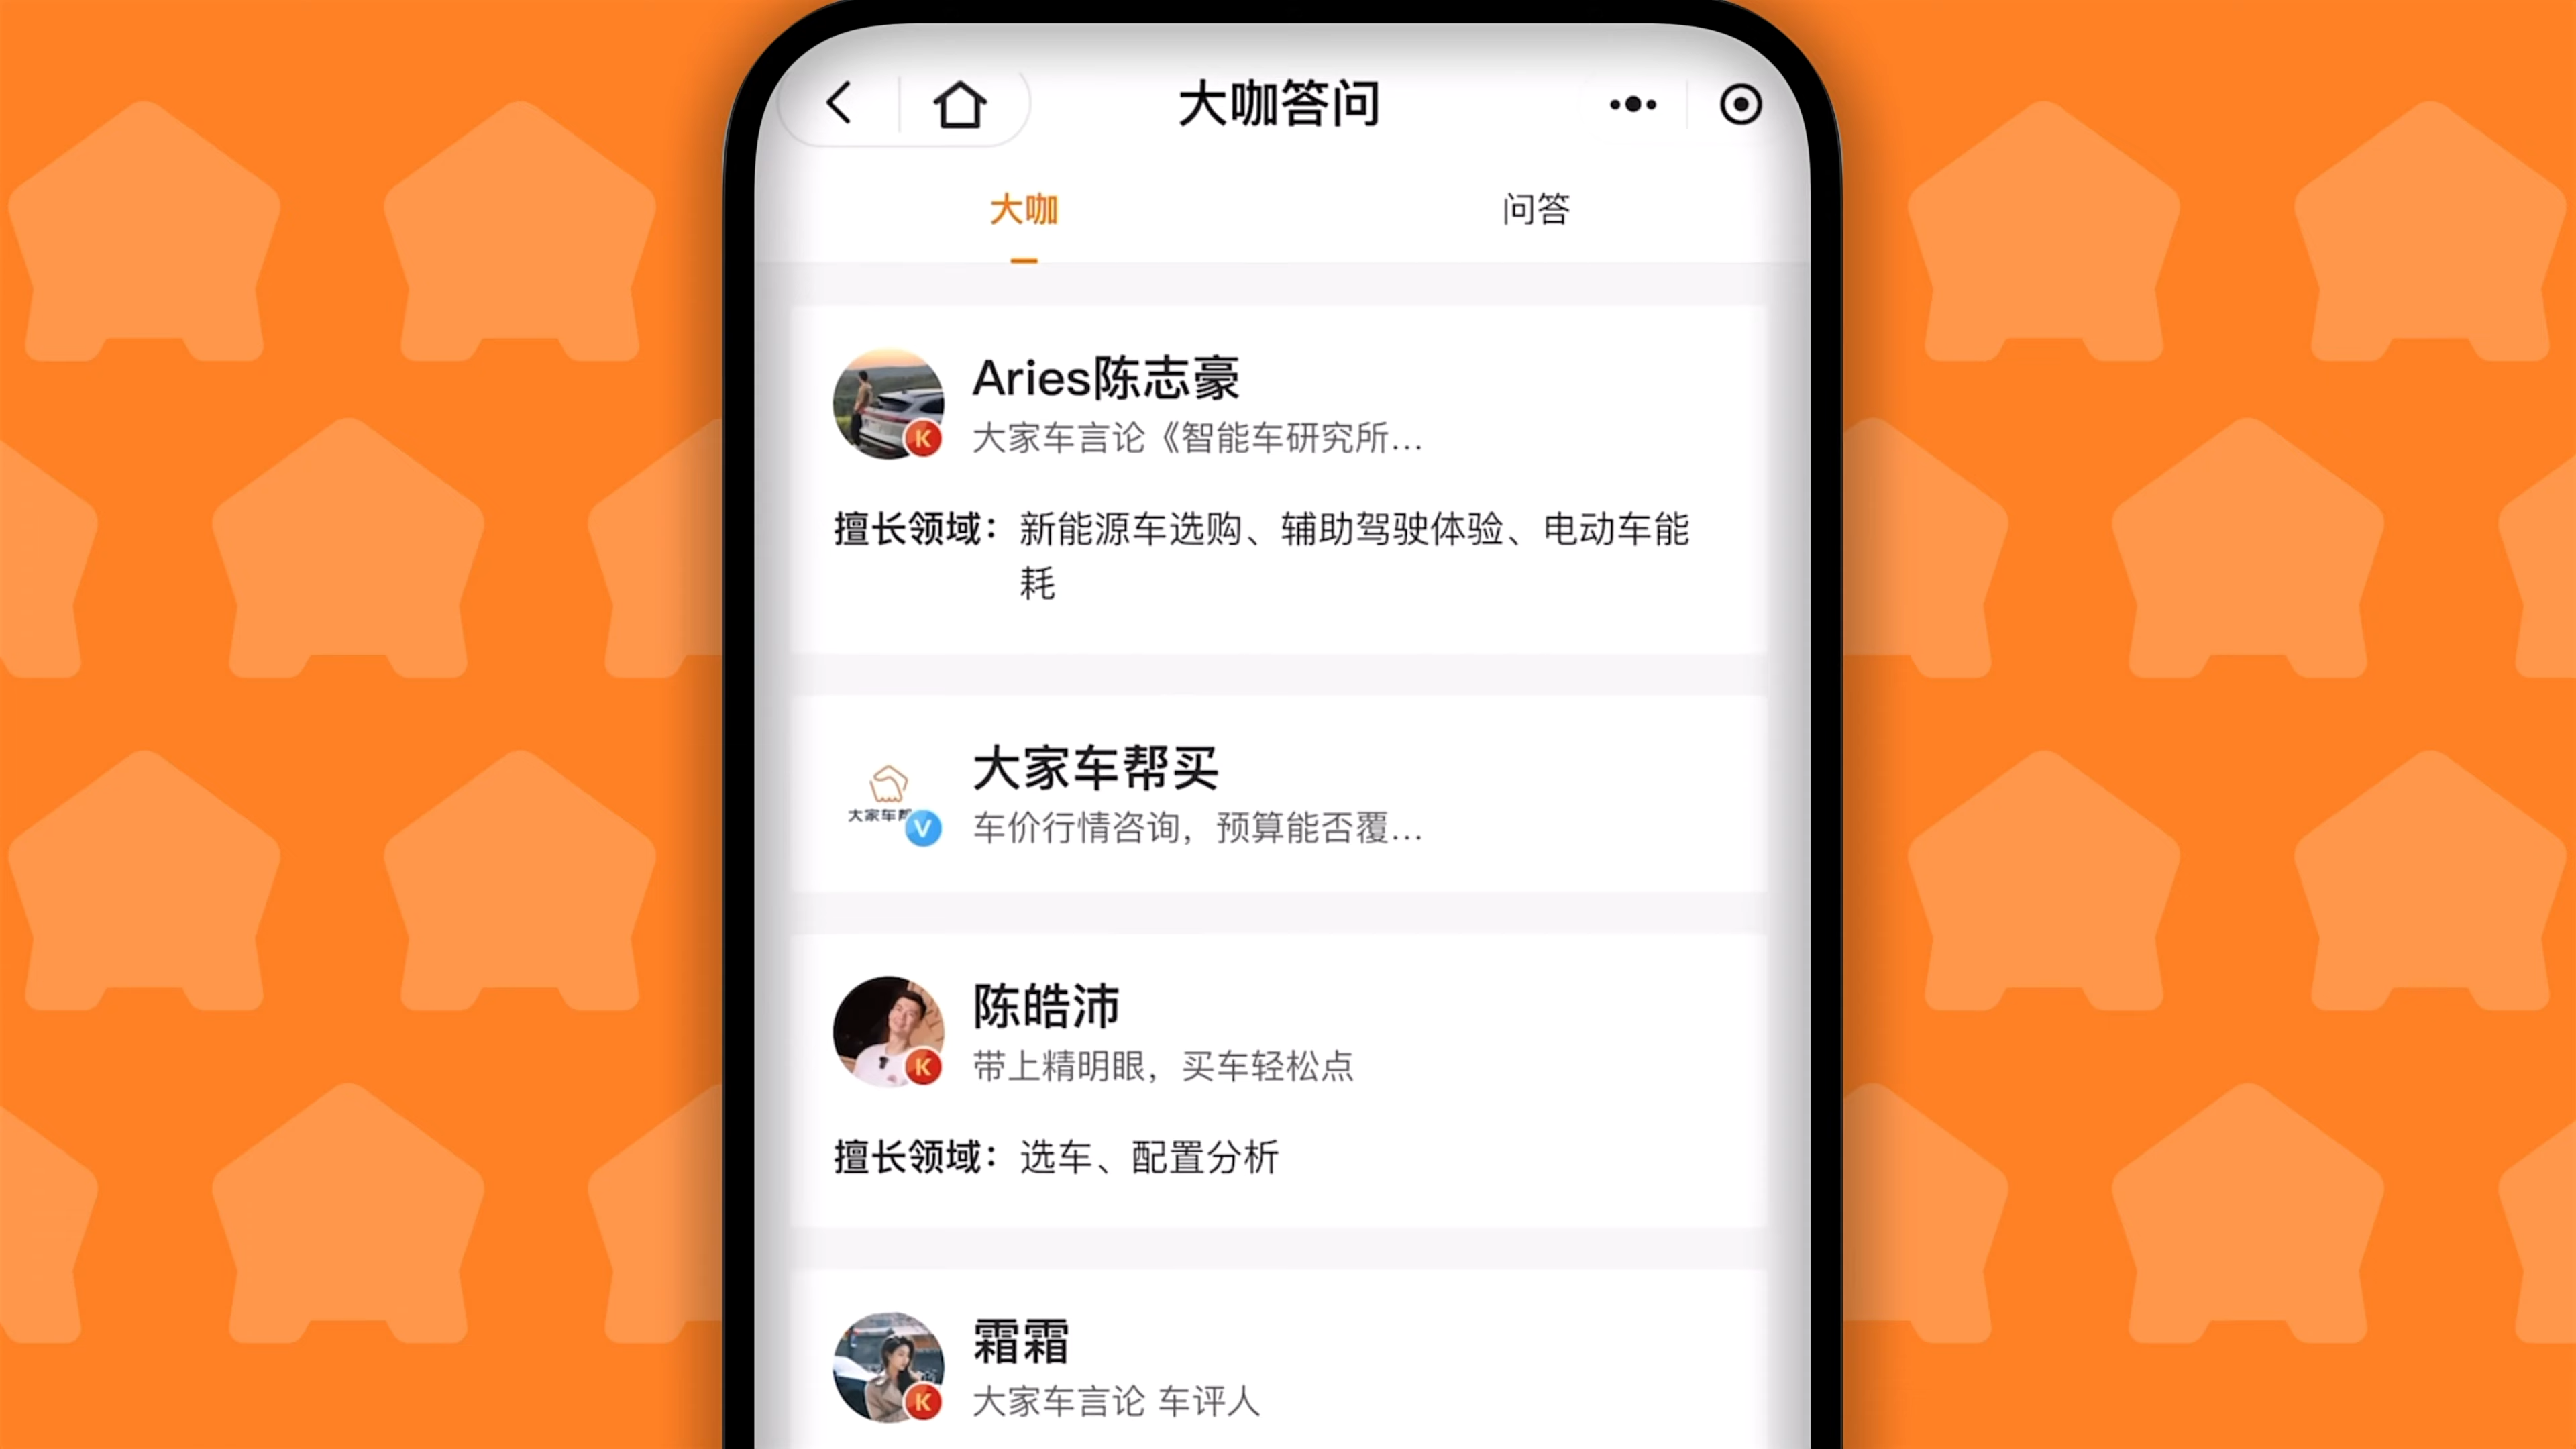 大咖答问
大咖
问答
Aries陈志豪
K
大家车言论《智能车研究所...
擅长领域：新能源车选购、辅助驾驶体验、电动车能
耗
大家车帮买
大家车帮
V
车价行情咨询，预算能否覆...
陈皓沛
K
带上精明眼，买车轻松点
擅长领域：选车、配置分析
霜霜
K
大家车言论 车评人